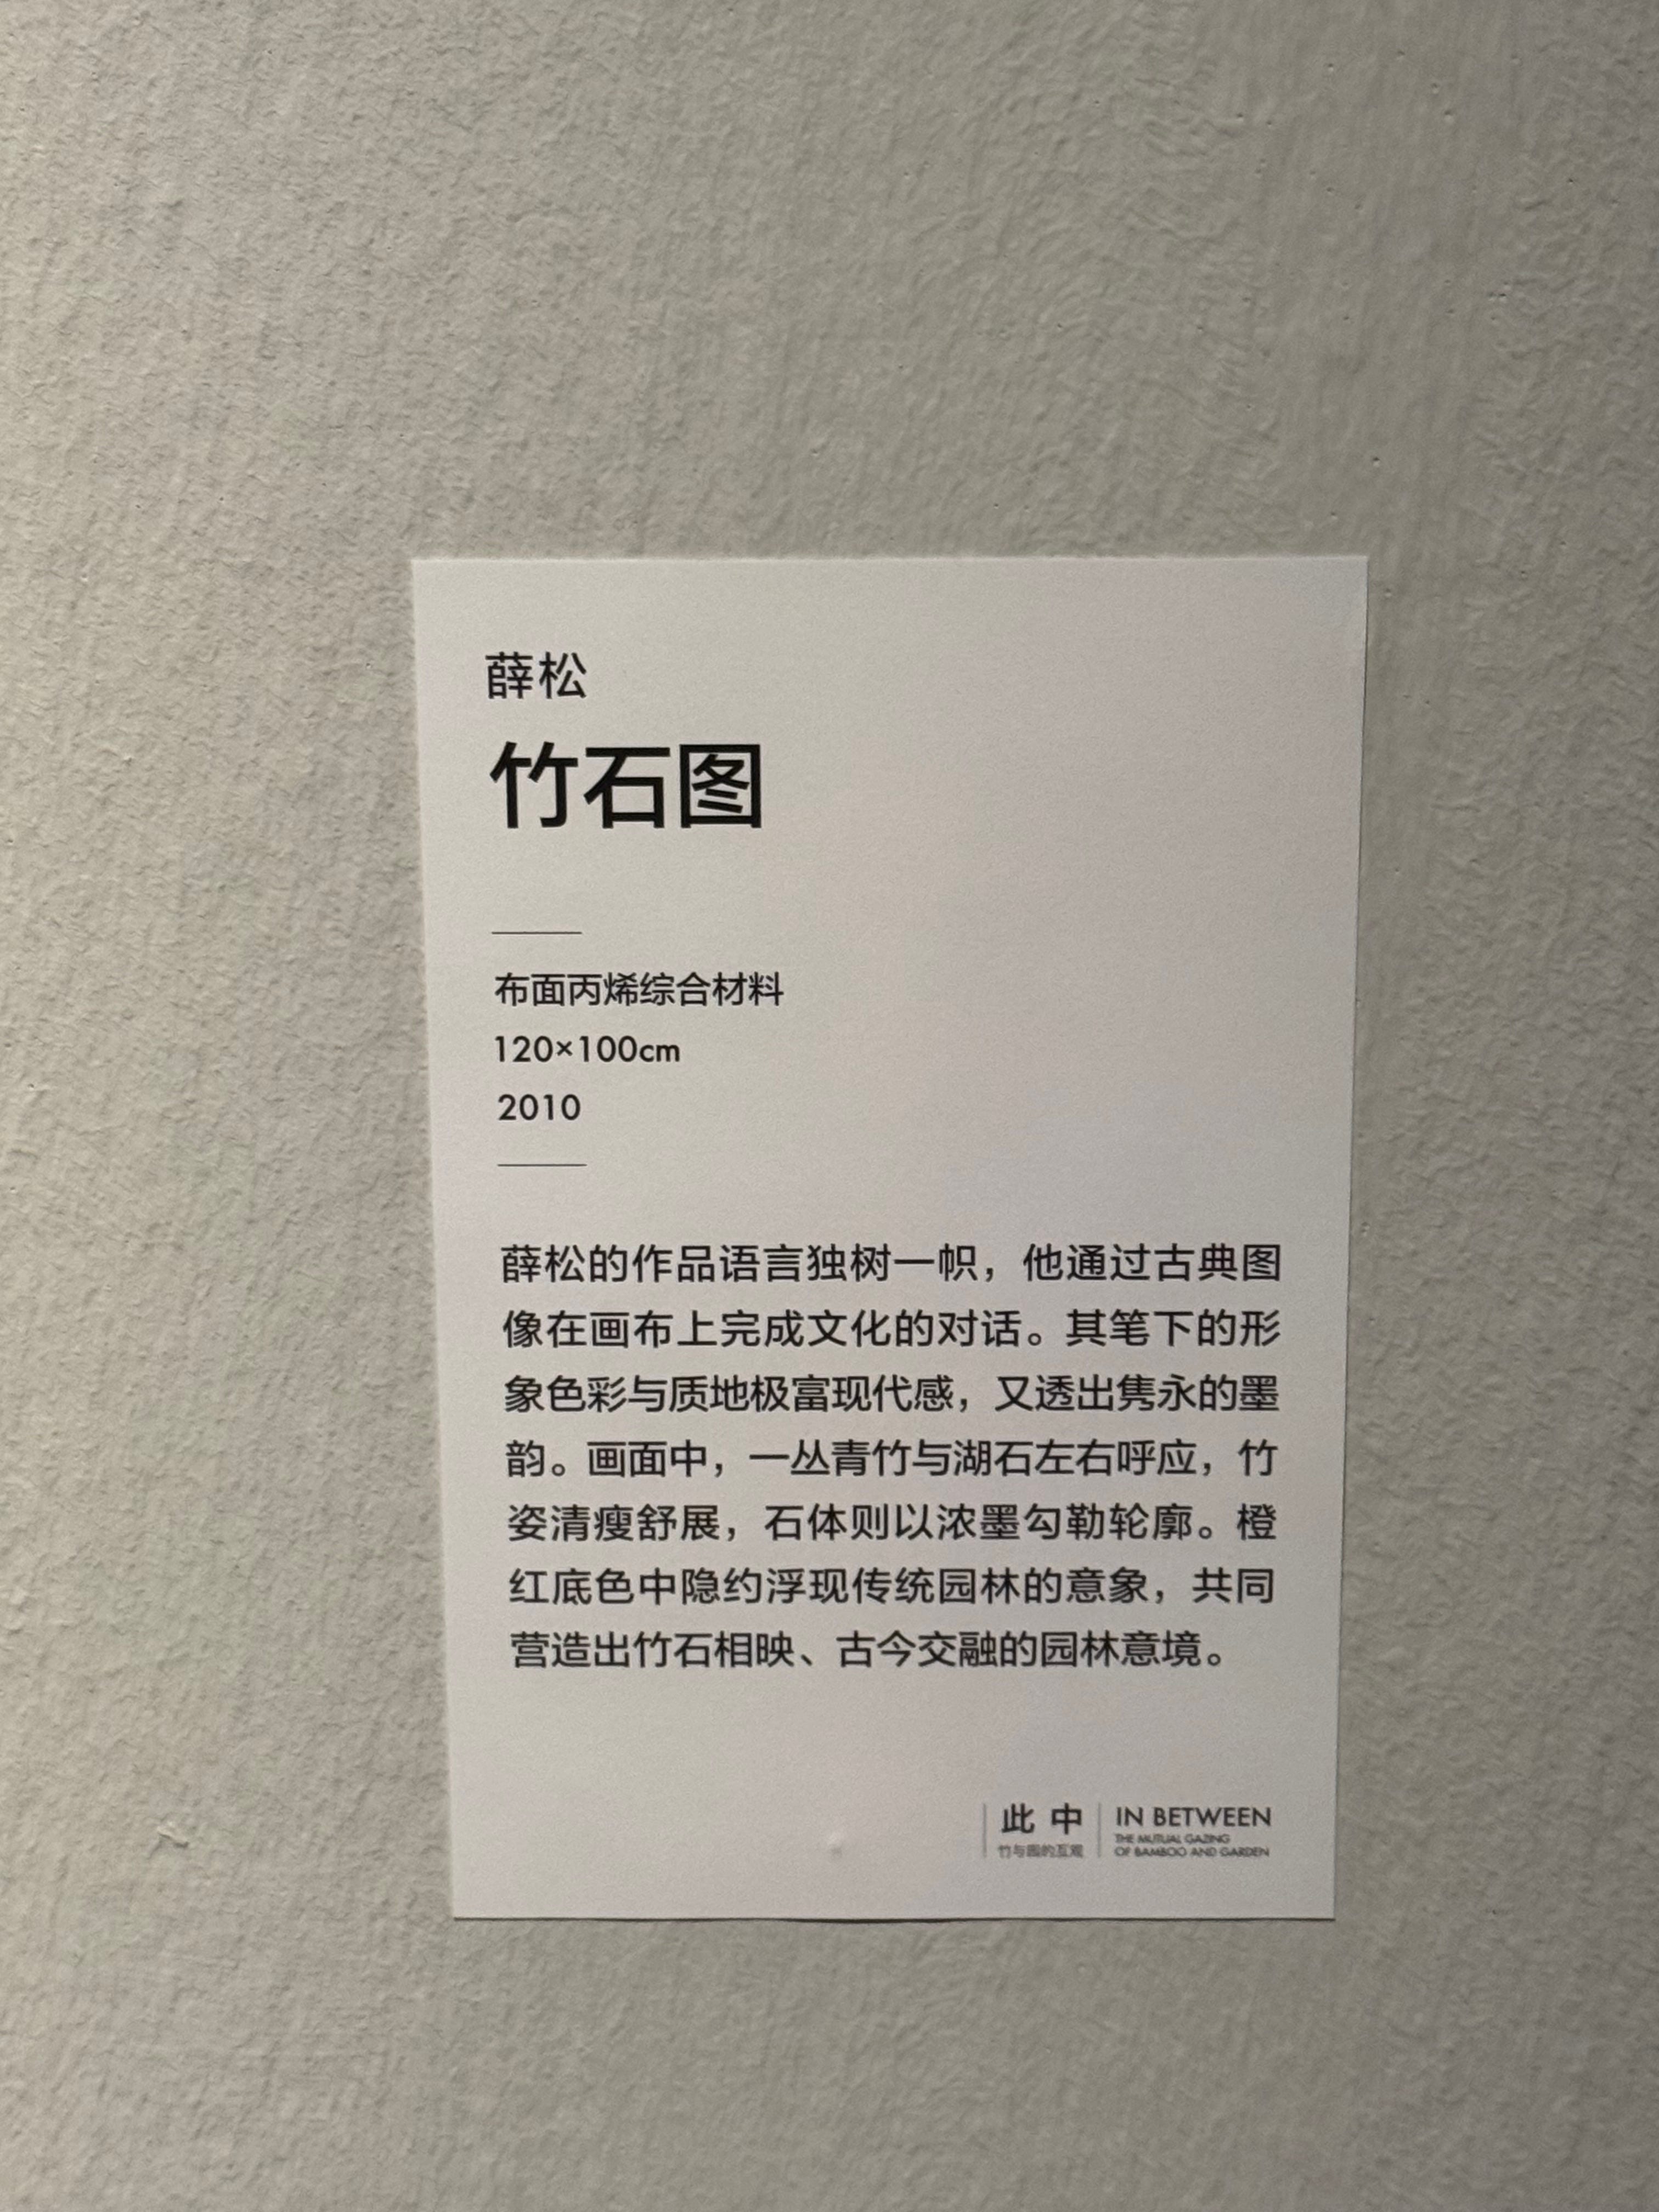 薛松
竹石图
布面丙烯综合材料
120×100cm
2010
薛松的作品语言独树一帜，他通过古典图
像在画布上完成文化的对话。其笔下的形
象色彩与质地极富现代感，又透出隽永的墨
韵。画面中，一丛青竹与湖石左右呼应，竹
姿清瘦舒展，石体则以浓墨勾勒轮廓。橙
红底色中隐约浮现传统园林的意象，共同
营造出竹石相映、古今交融的园林意境。
此中
竹与园的互观
IN BETWEEN
THE MUTUAL GAZING
OF BAMBOO AND GARDEN